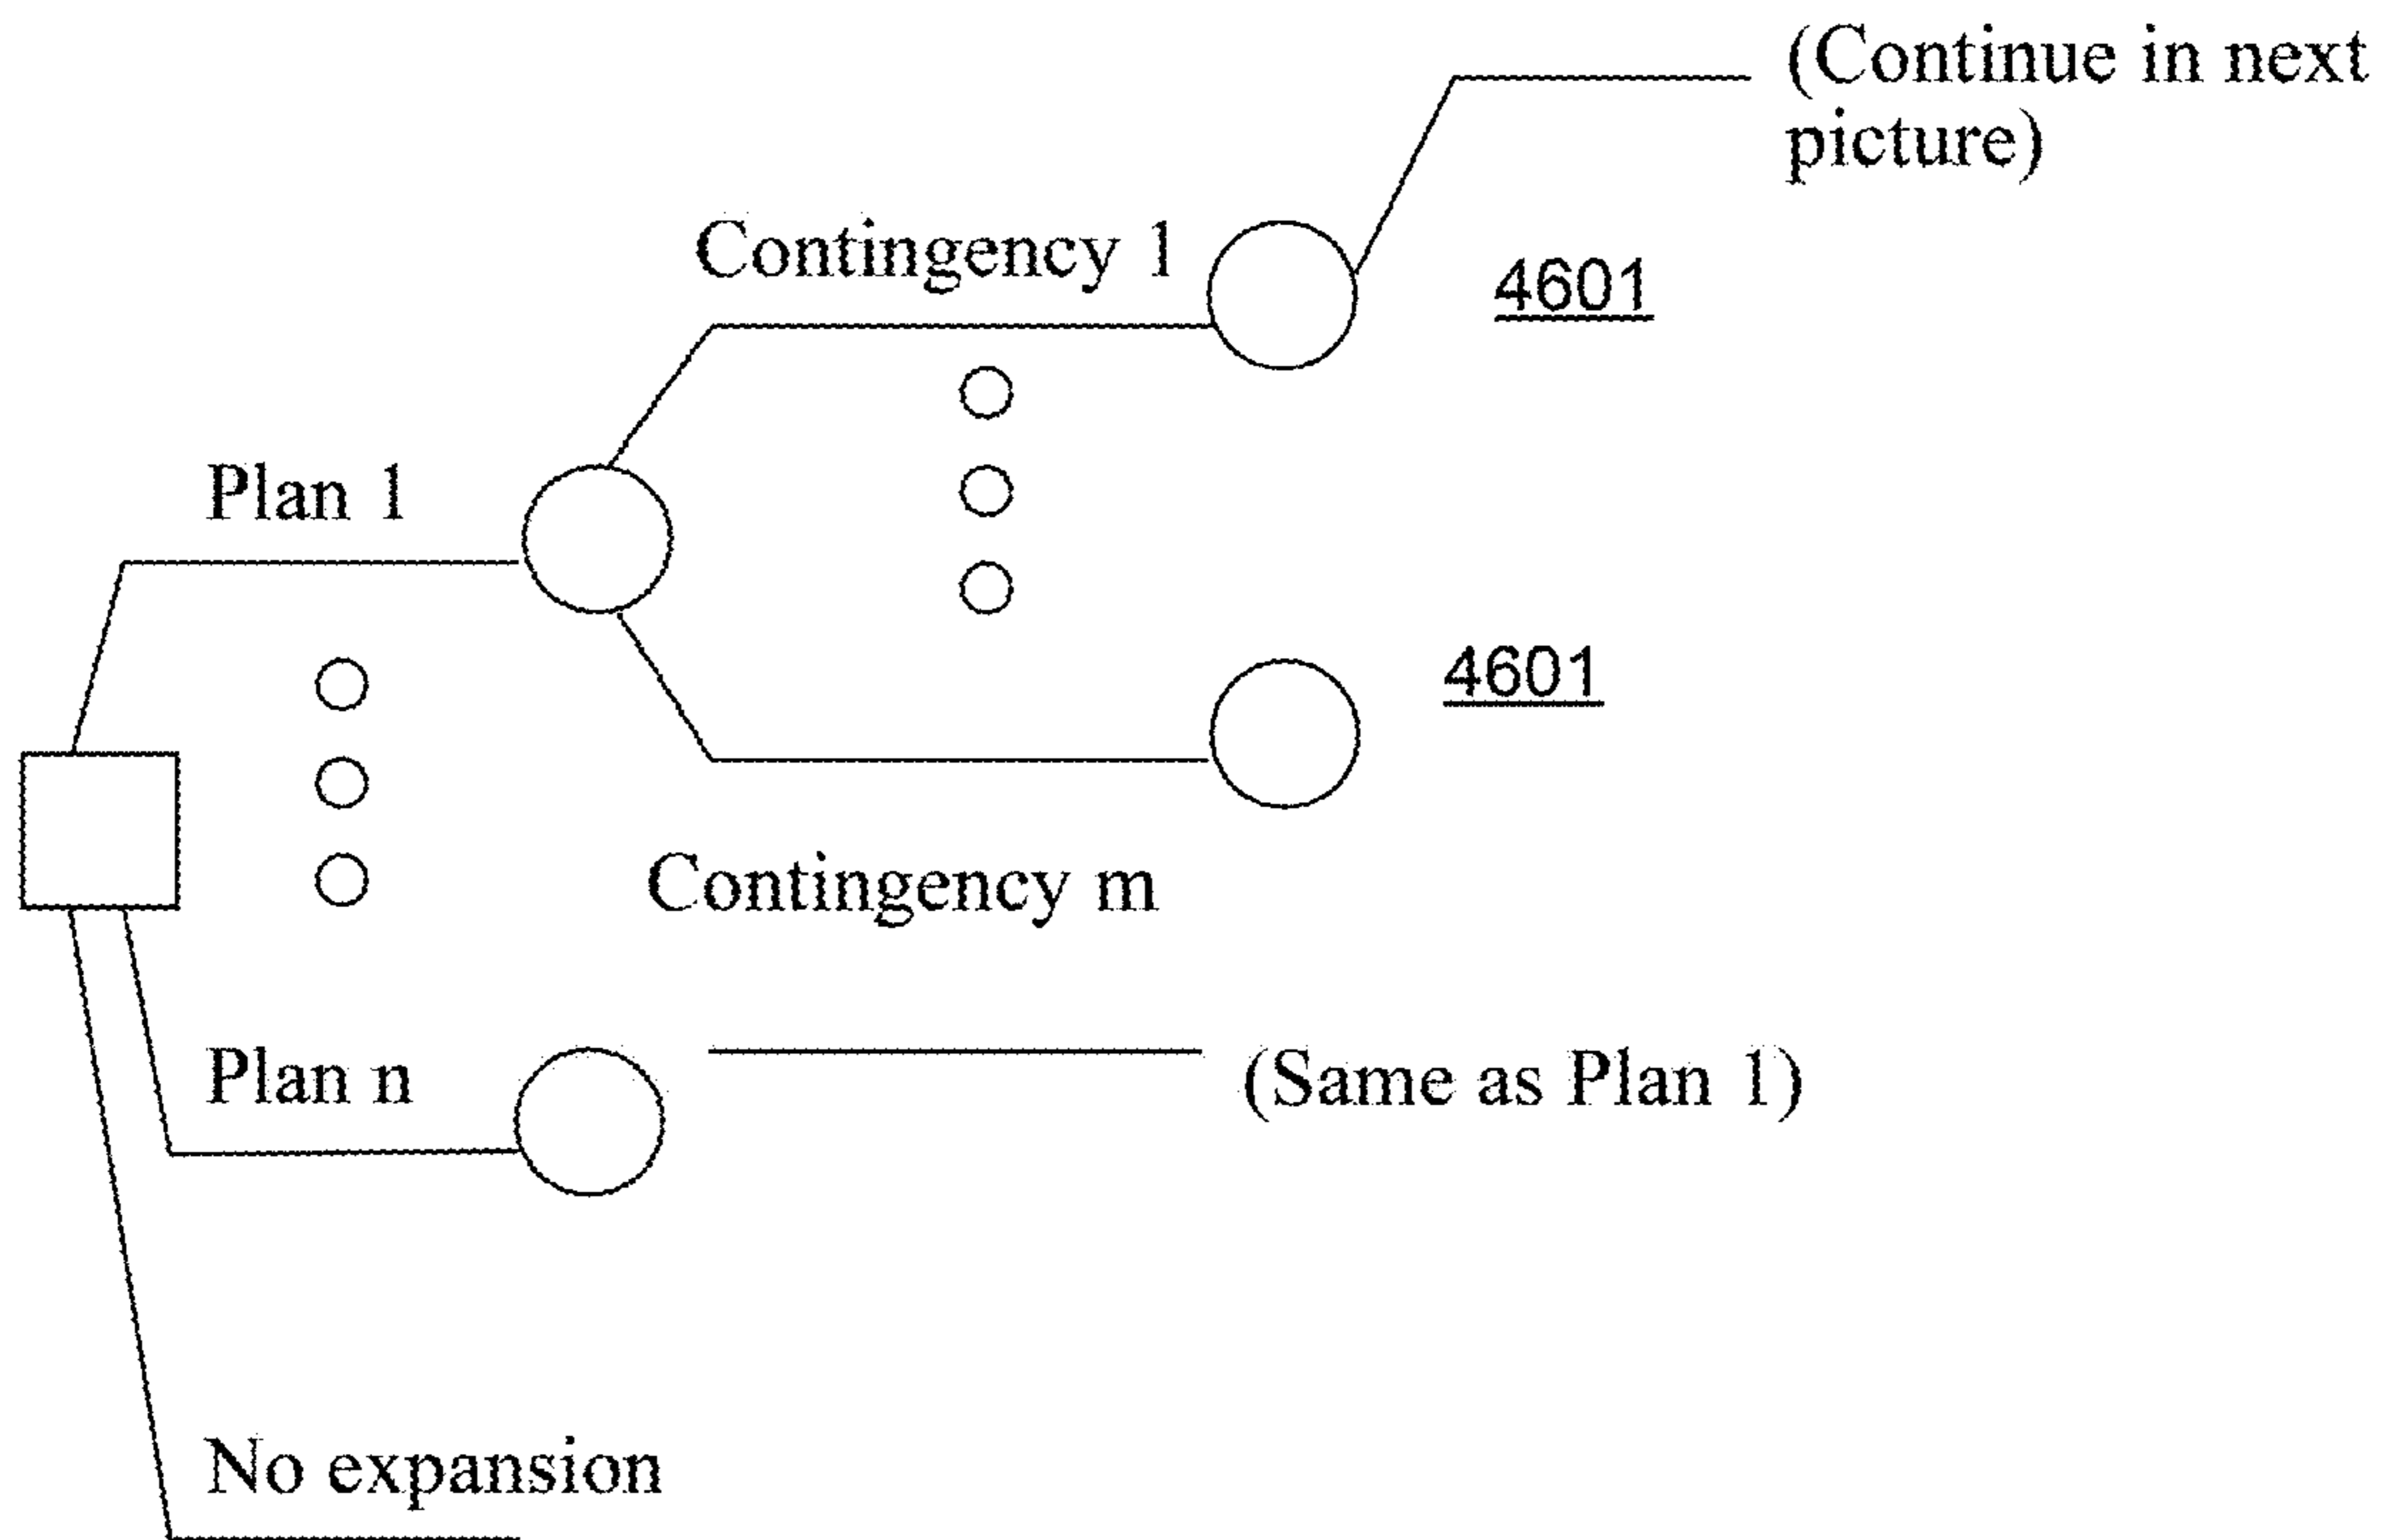 (Continue in next
picture)
Contingency 1
4601
Plan 1
4601
Contingency m
Plan n
(Same as Plan 1)
No expansion